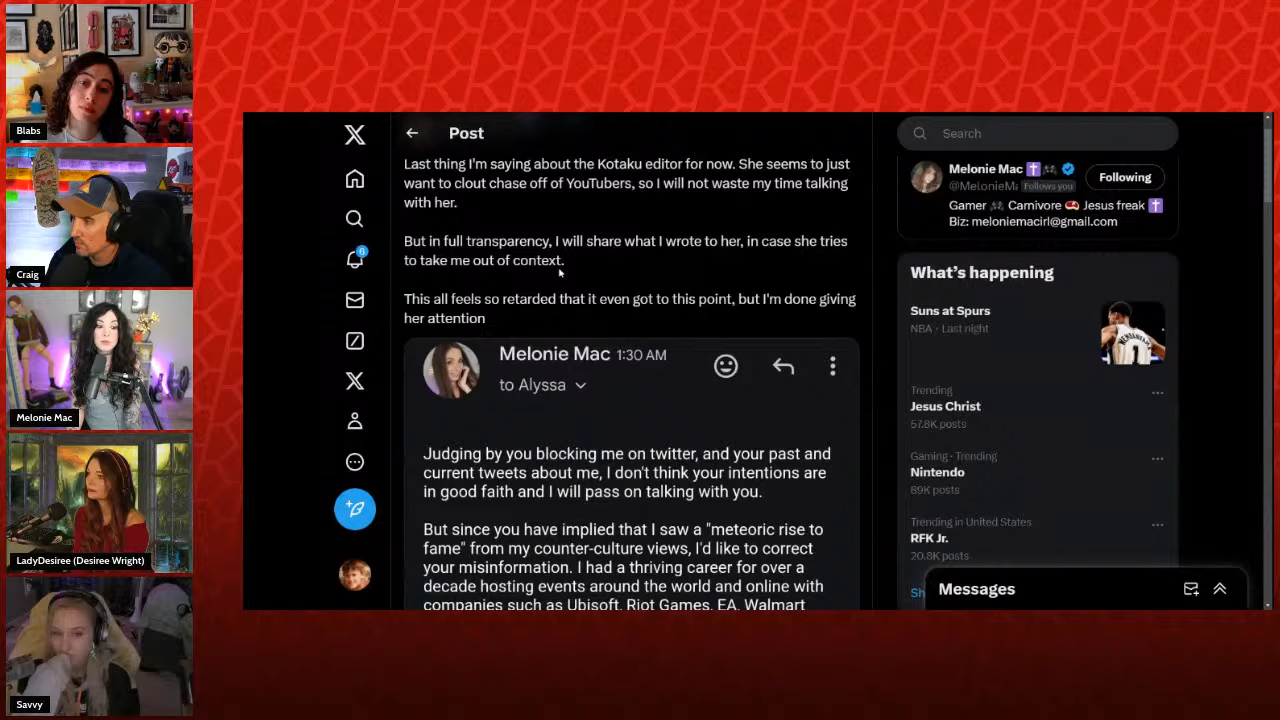 Blabs
Craig
Melonie Mac
LadyDesiree (Desiree Wright)
Savvy
Post
Last thing I'm saying about the Kotaku editor for now. She seems to just
want to clout chase off of YouTubers, so I will not waste my time talking
with her.
But in full transparency, I will share what I wrote to her, in case she tries
to take me out of context.
This all feels so retarded that it even got to this point, but I'm done giving
her attention
Melonie Mac 1:30 AM
to Alyssa
Judging by you blocking me on twitter, and your past and
current tweets about me, I don't think your intentions are
in good faith and I will pass on talking with you.
But since you have implied that I saw a "meteoric rise to
fame" from my counter-culture views, I'd like to correct
your misinformation. I had a thriving career for over a
decade hosting events around the world and online with
companies such as Ubisoft, Riot Games, EA, Walmart
6
Search
Melonie Mac
@MelonieMa Follows you
Following
Gamer Carnivore Jesus freak
Biz: meloniemacirl@gmail.com
What's happening
Suns at Spurs
NBA · Last night
Trending
Jesus Christ
57.8K posts
Gaming · Trending
Nintendo
89K posts
Trending in United States
RFK Jr.
20.8K posts
Sh
Messages